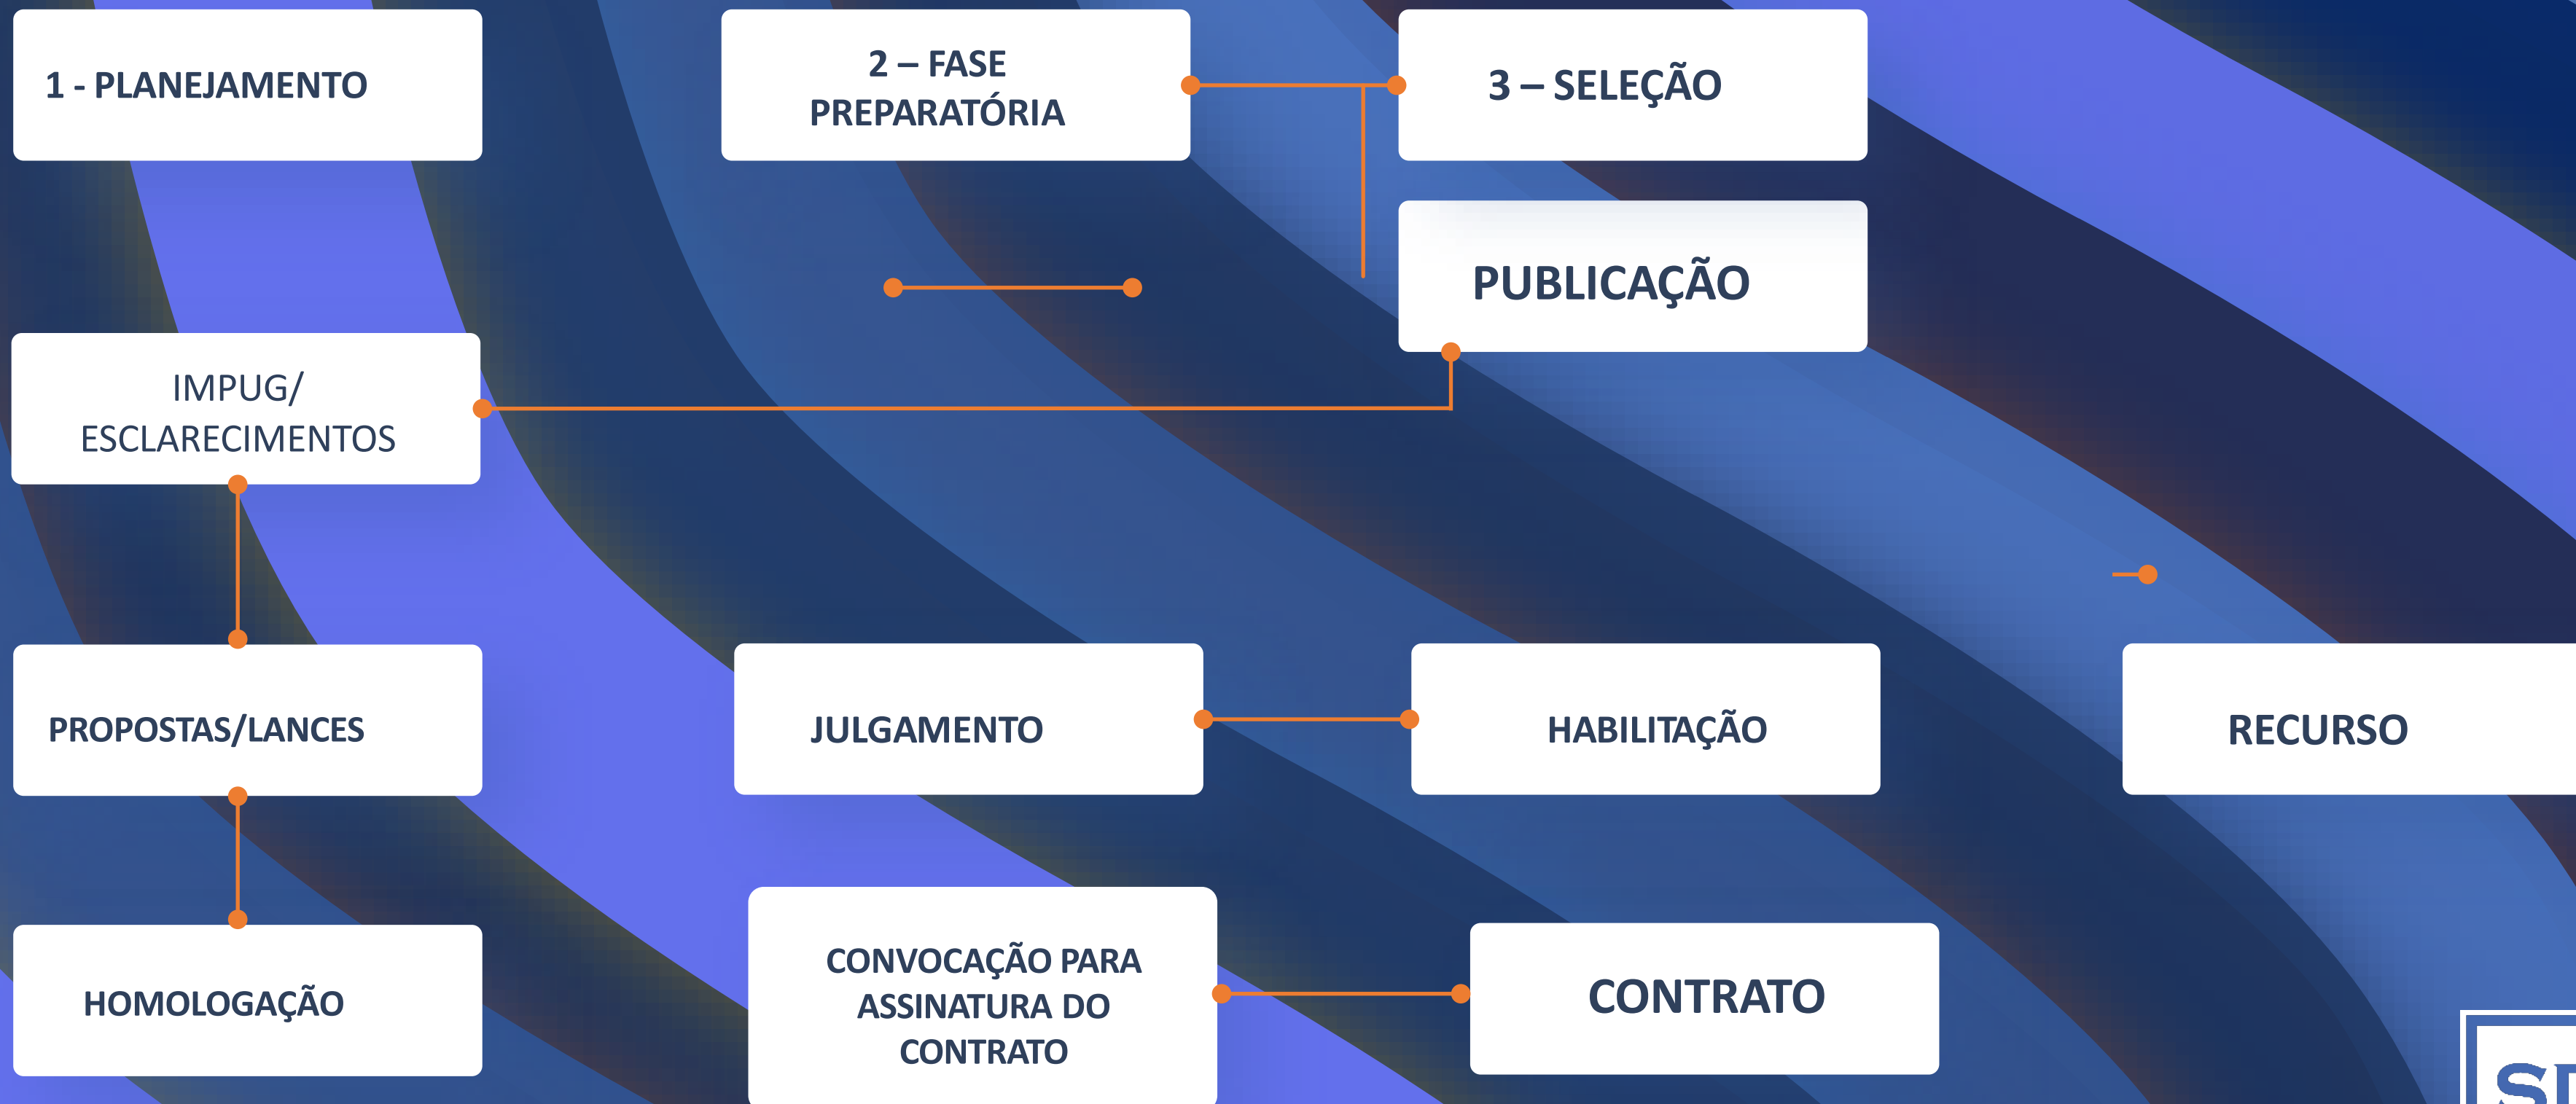 1 - PLANEJAMENTO
2 – FASE
PREPARATÓRIA
3 – SELEÇÃO
PUBLICAÇÃO
IMPUG/
ESCLARECIMENTOS
PROPOSTAS/LANCES
JULGAMENTO
HABILITAÇÃO
RECURSO
HOMOLOGAÇÃO
CONVOCAÇÃO PARA
ASSINATURA DO
CONTRATO
CONTRATO